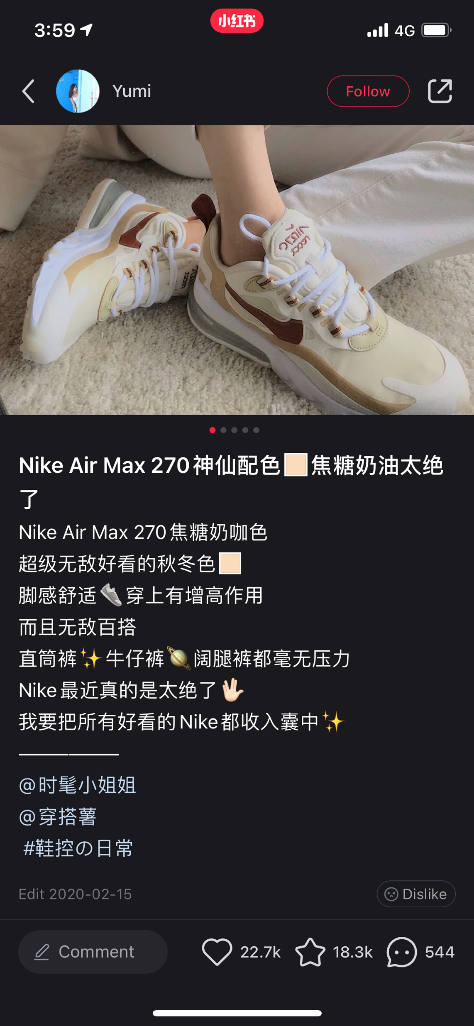 3:59
小红书
4G
Yumi
Follow
Nike Air Max 270神仙配色🏻焦糖奶油太绝
了
Nike Air Max 270焦糖奶咖色
超级无敌好看的秋冬色🏻
脚感舒适👟穿上有增高作用
而且无敌百搭
直筒裤✨牛仔裤🪐阔腿裤都毫无压力
Nike最近真的是太绝了🖖🏻
我要把所有好看的Nike都收入囊中✨
——————
@时髦小姐姐
@穿搭薯
#鞋控の日常
Edit 2020-02-15
Dislike
Comment
22.7k
18.3k
544